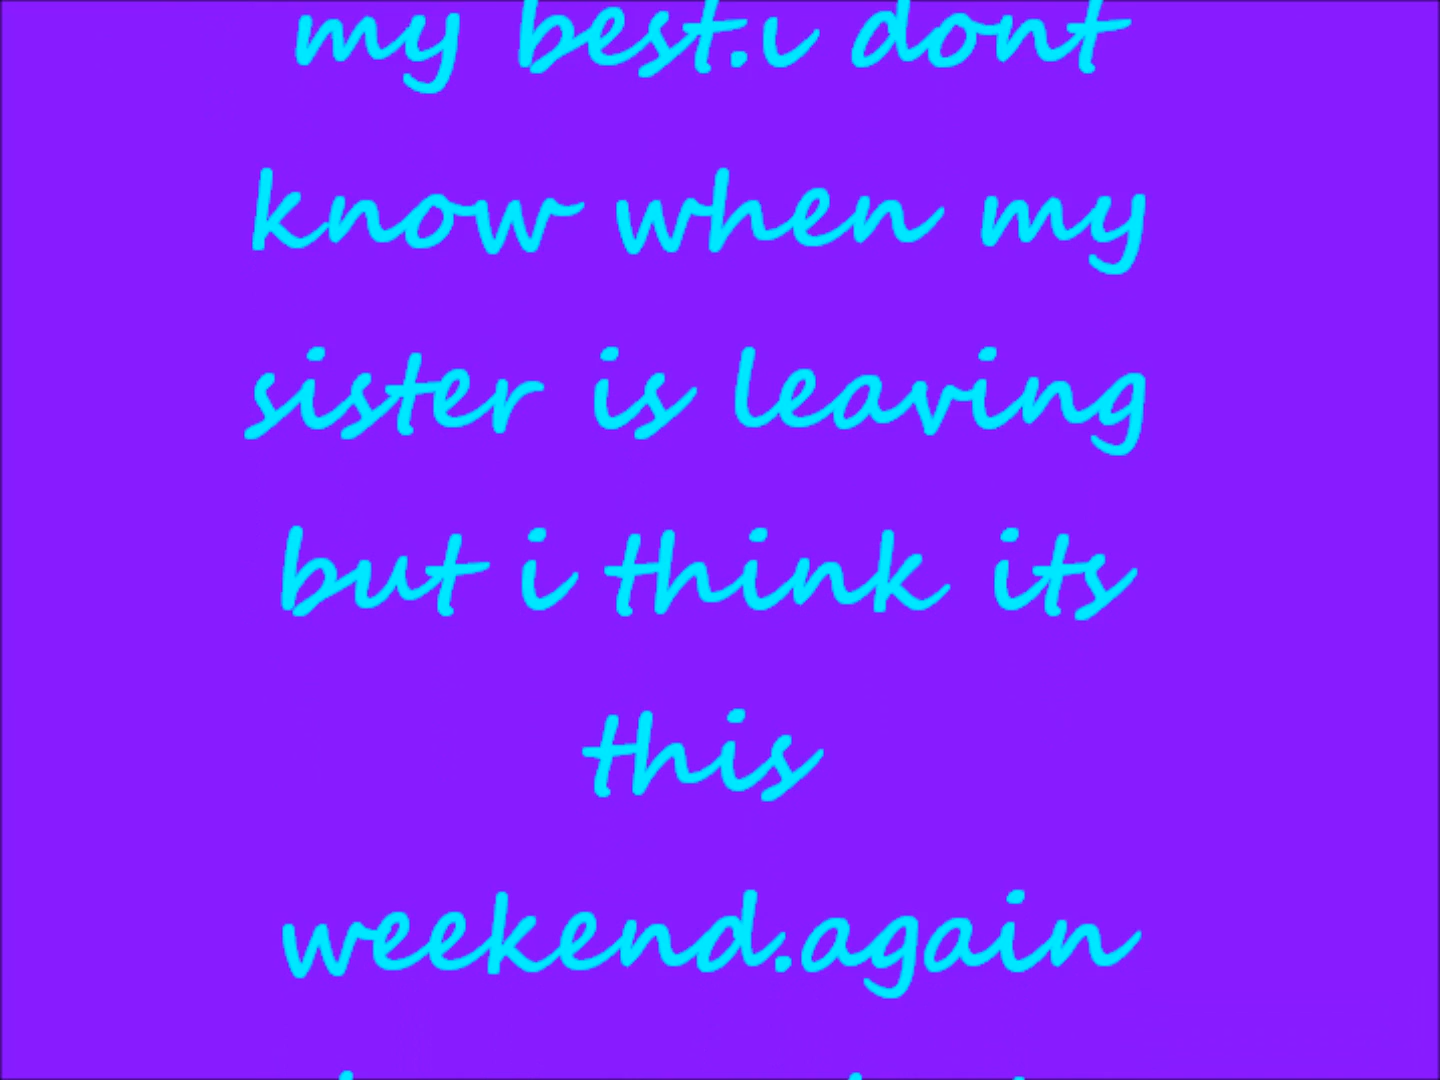 my best.i dont
know when my
sister is leaving
but i think its
this
weekend.again